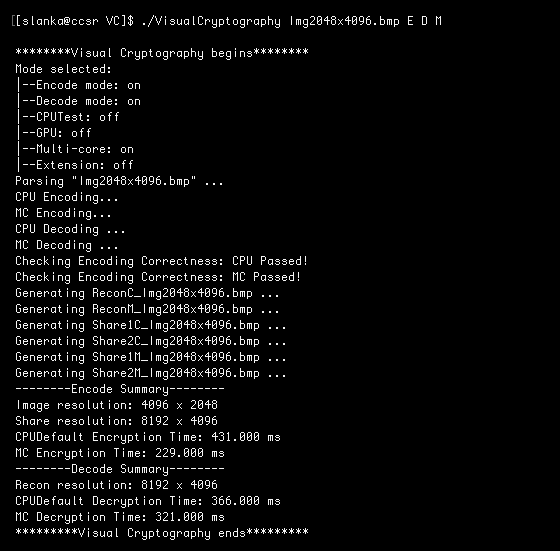 [[slanka@ccsr VC]$ ./VisualCryptography Img2048x4096.bmp E D M
********Visual Cryptography begins********
Mode selected:
|--Encode mode: on
|--Decode mode: on
|--CPUTest: off
|--GPU: off
|--Multi-core: on
|--Extension: off
Parsing "Img2048x4096.bmp" ...
CPU Encoding...
MC Encoding...
CPU Decoding ...
MC Decoding ...
Checking Encoding Correctness: CPU Passed!
Checking Encoding Correctness: MC Passed!
Generating ReconC_Img2048x4096.bmp ...
Generating ReconM_Img2048x4096.bmp ...
Generating Share1C_Img2048x4096.bmp ...
Generating Share2C_Img2048x4096.bmp ...
Generating Share1M_Img2048x4096.bmp ...
Generating Share2M_Img2048x4096.bmp ...
--------Encode Summary--------
Image resolution: 4096 x 2048
Share resolution: 8192 x 4096
CPUDefault Encryption Time: 431.000 ms
MC Encryption Time: 229.000 ms
--------Decode Summary--------
Recon resolution: 8192 x 4096
CPUDefault Decryption Time: 366.000 ms
MC Decryption Time: 321.000 ms
*********Visual Cryptography ends*********